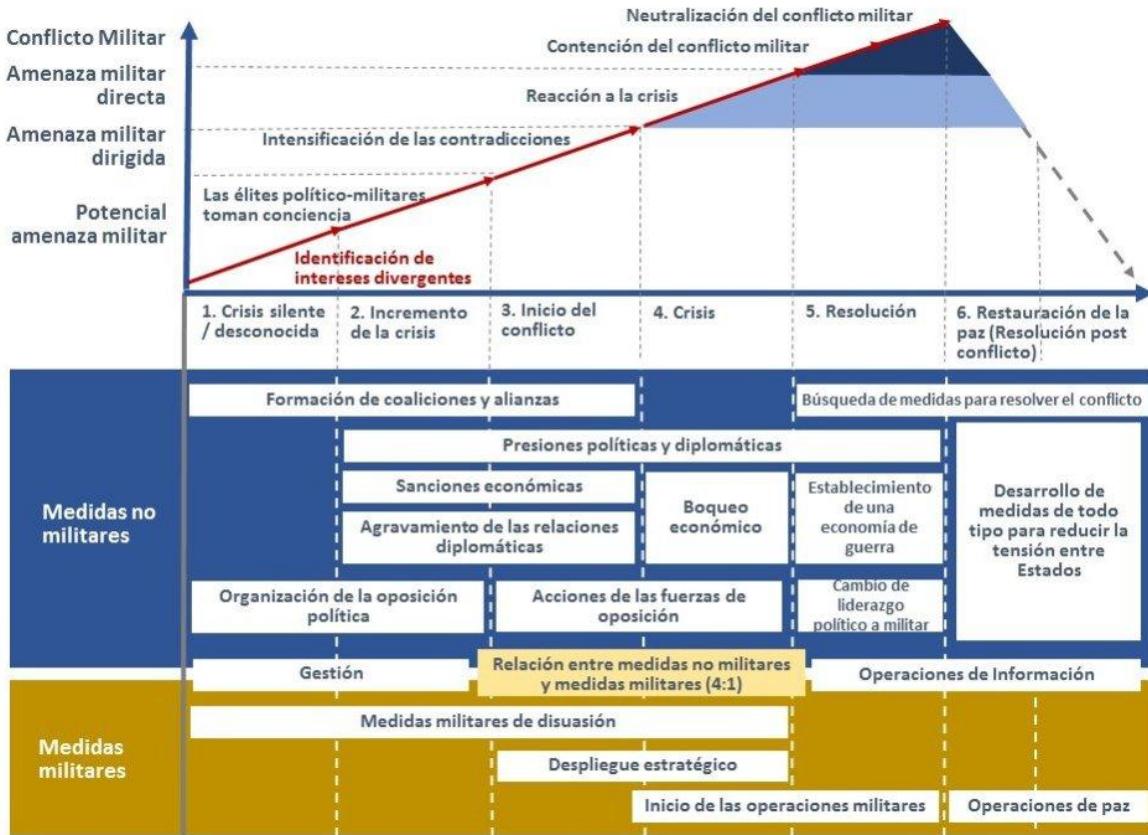 Neutralización del conflicto militar
Conflicto Militar
Contención del conflicto militar
Amenaza militar
directa
Reacción a la crisis
Amenaza militar
dirigida
Intensificación de las contradicciones
Las élites político-militares
toman conciencia
Potencial
amenaza militar
Identificación de
intereses divergentes
1. Crisis silente
/ desconocida
2. Incremento
de la crisis
3. Inicio del
conflicto
4. Crisis
5. Resolución
6. Restauración de la
paz (Resolución post
conflicto)
Medidas no
militares
Formación de coaliciones y alianzas
Búsqueda de medidas para resolver el conflicto
Presiones políticas y diplomáticas
Sanciones económicas
Agravamiento de las relaciones
diplomáticas
Boqueo
económico
Establecimiento
de una
economía de
guerra
Desarrollo de
medidas de todo
tipo para reducir la
tensión entre
Estados
Organización de la oposición
política
Acciones de las fuerzas de
oposición
Cambio de
liderazgo
político a militar
Gestión
Relación entre medidas no militares
y medidas militares (4:1)
Operaciones de Información
Medidas
militares
Medidas militares de disuasión
Despliegue estratégico
Inicio de las operaciones militares
Operaciones de paz